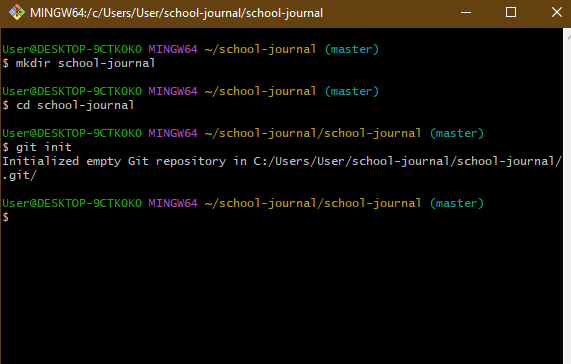 MINGW64:/c/Users/User/school-journal/school-journal
User@DESKTOP-9CTKOKO MINGW64 ~/school-journal (master)
$ mkdir school-journal
User@DESKTOP-9CTKOKO MINGW64 ~/school-journal (master)
$ cd school-journal
User@DESKTOP-9CTKOKO MINGW64 ~/school-journal/school-journal (master)
$ git init
Initialized empty Git repository in C:/Users/User/school-journal/school-journal/
.git/
User@DESKTOP-9CTKOKO MINGW64 ~/school-journal/school-journal (master)
$